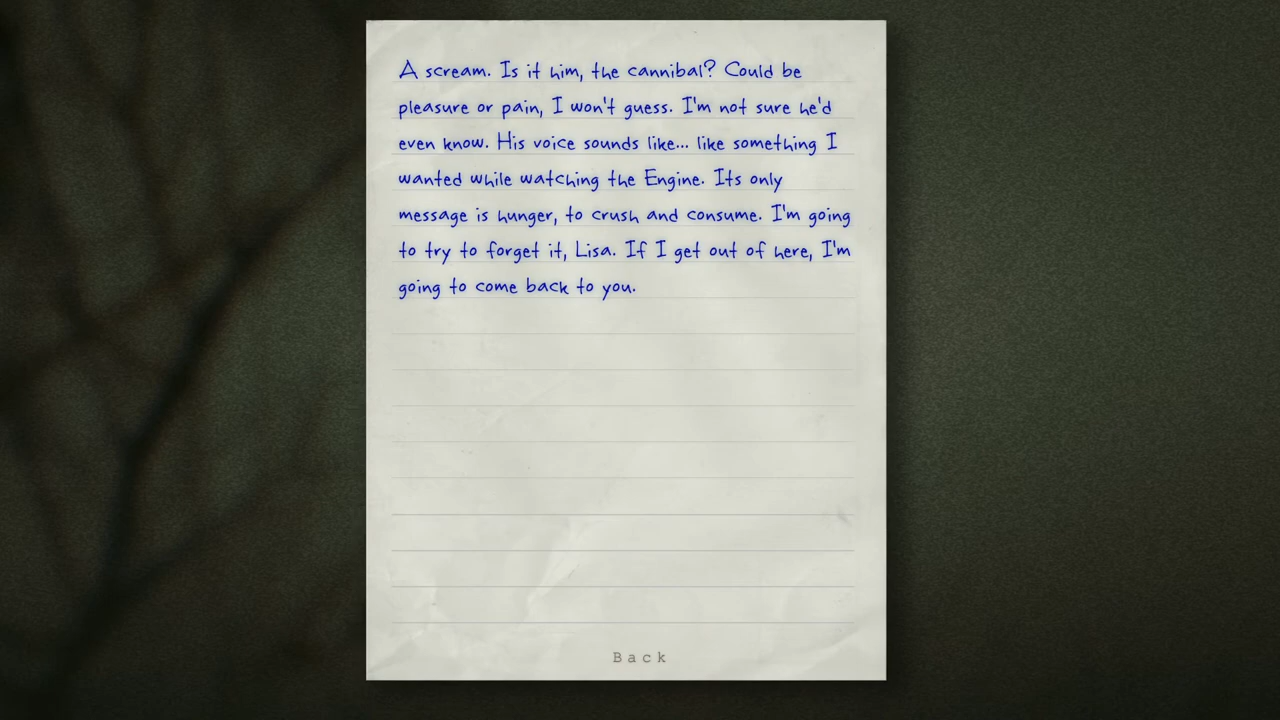 A scream. Is it him, the cannibal? Could be
pleasure or pain, I won't guess. I'm not sure he'd
even know. His voice sounds like... like something I
wanted while watching the Engine. Its only
message is hunger, to crush and consume. I'm going
to try to forget it, Lisa. If I get out of here, I'm
going to come back to you.
Back